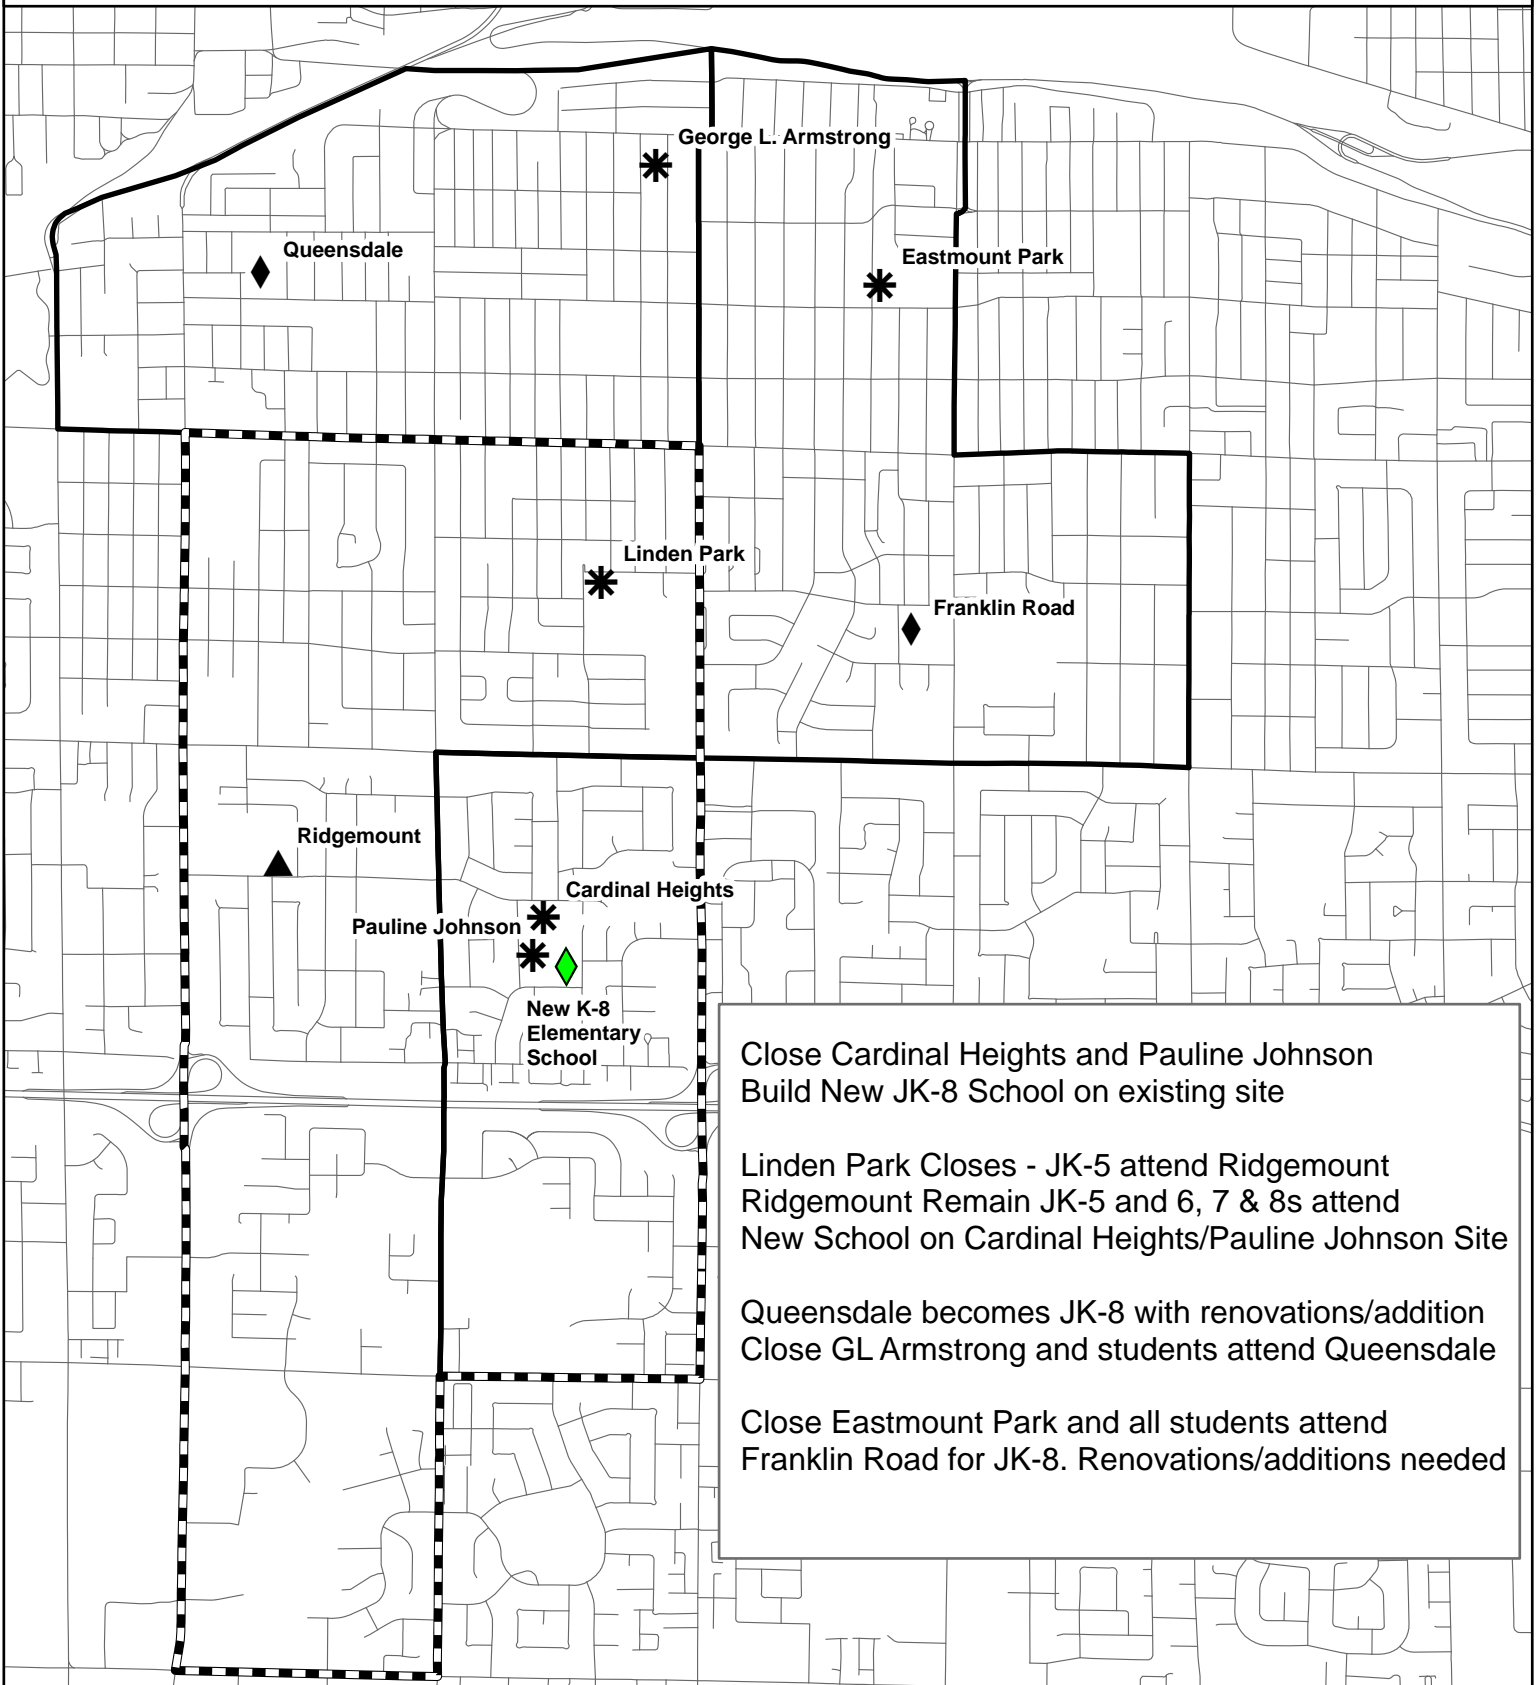 George L. Armstrong
Queensdale
Eastmount Park
Linden Park
Franklin Road
Ridgemount
Cardinal Heights
Pauline Johnson
New K-8
Elementary
School
Close Cardinal Heights and Pauline Johnson
Build New JK-8 School on existing site
Linden Park Closes - JK-5 attend Ridgemount
Ridgemount Remain JK-5 and 6, 7 & 8s attend
New School on Cardinal Heights/Pauline Johnson Site
Queensdale becomes JK-8 with renovations/addition
Close GL Armstrong and students attend Queensdale
Close Eastmount Park and all students attend
Franklin Road for JK-8. Renovations/additions needed